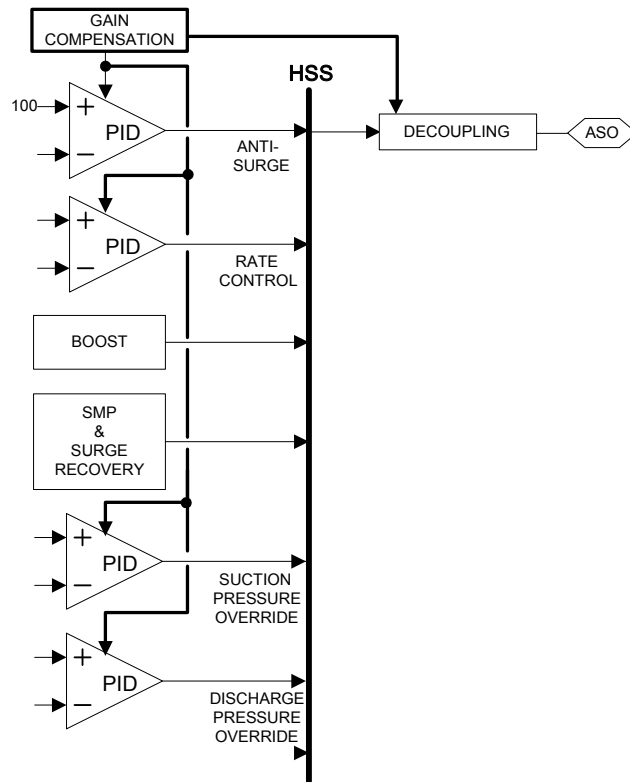 GAIN
COMPENSATION
HSS
100
+
PID
−
ANTI-
SURGE
DECOUPLING
ASO
+
PID
−
RATE
CONTROL
BOOST
SMP
&
SURGE
RECOVERY
+
PID
−
SUCTION
PRESSURE
OVERRIDE
+
PID
−
DISCHARGE
PRESSURE
OVERRIDE